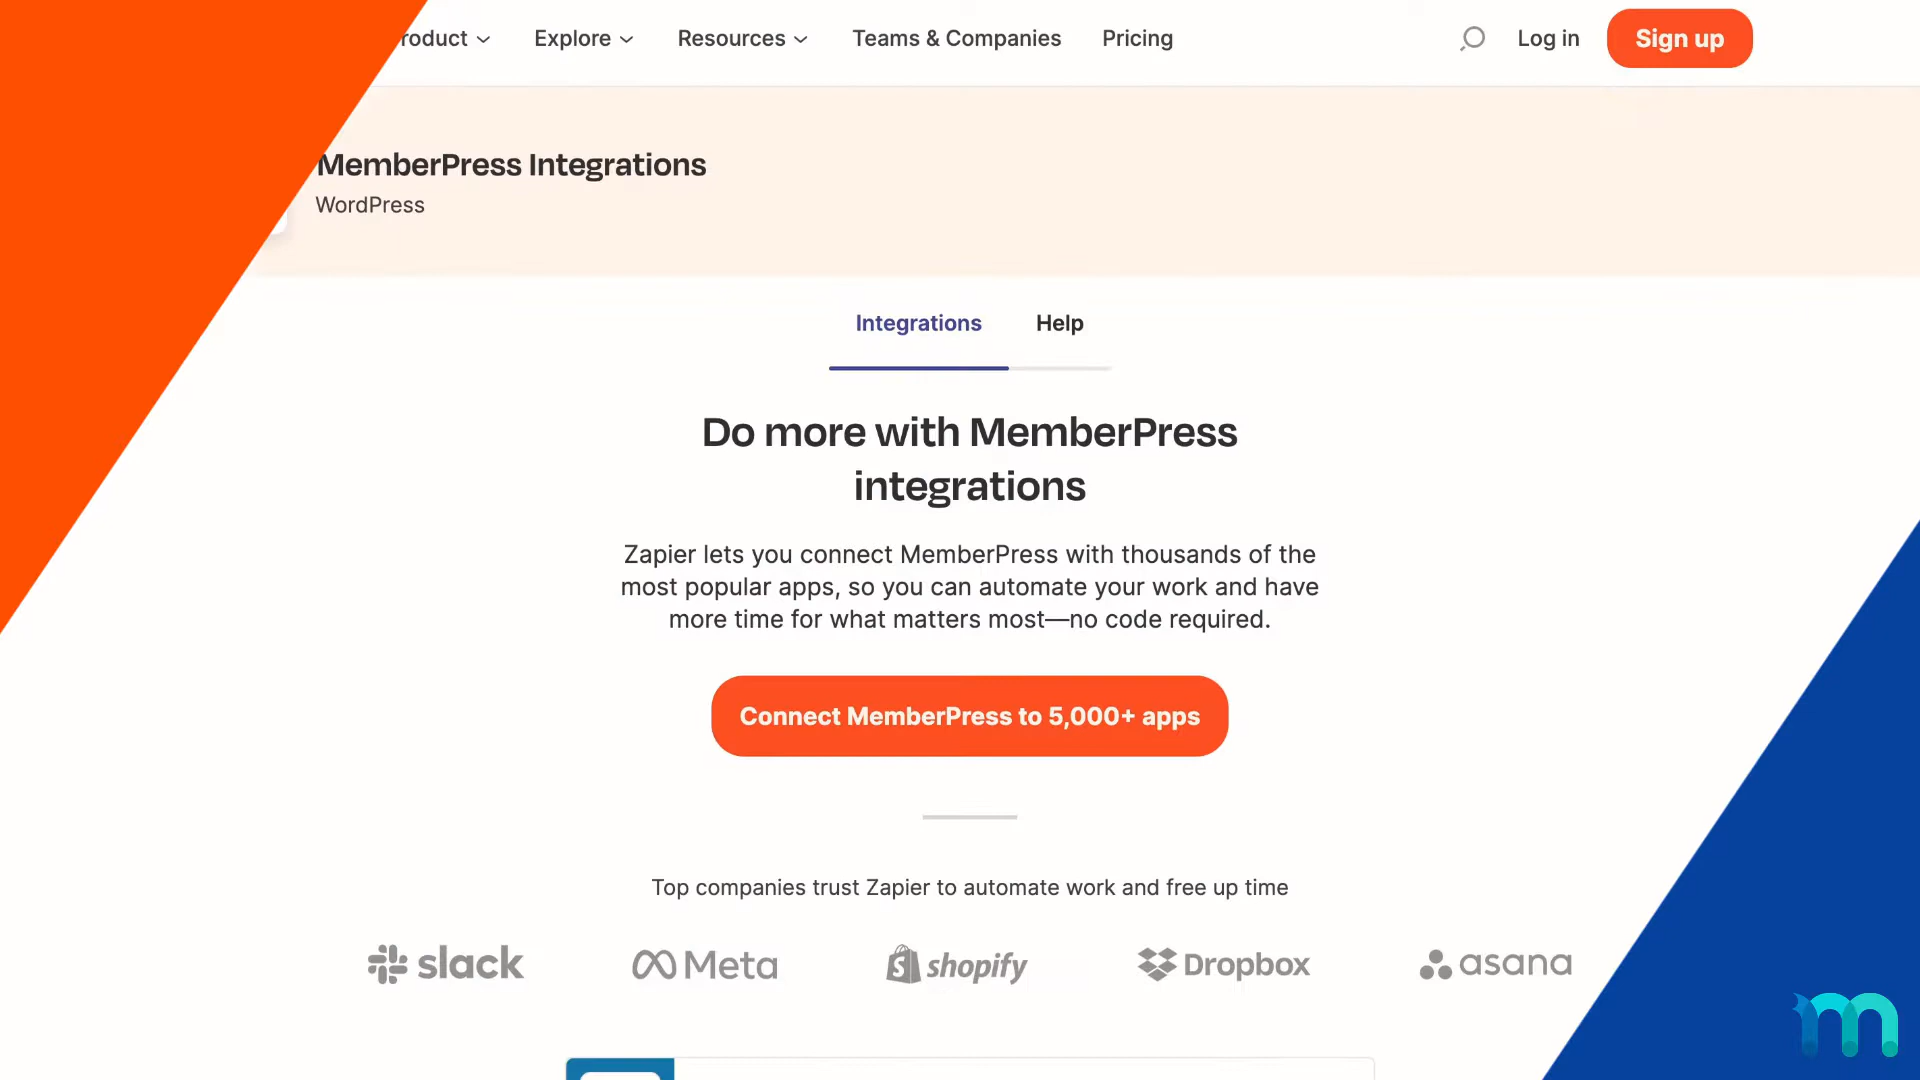 roduct
Explore
Resources
Teams & Companies
Pricing
Log in
Sign up
MemberPress Integrations
WordPress
Integrations
Help
Do more with MemberPress
integrations
Zapier lets you connect MemberPress with thousands of the
most popular apps, so you can automate your work and have
more time for what matters most—no code required.
Connect MemberPress to 5,000+ apps
Top companies trust Zapier to automate work and free up time
slack
Meta
shopify
Dropbox
asana
m